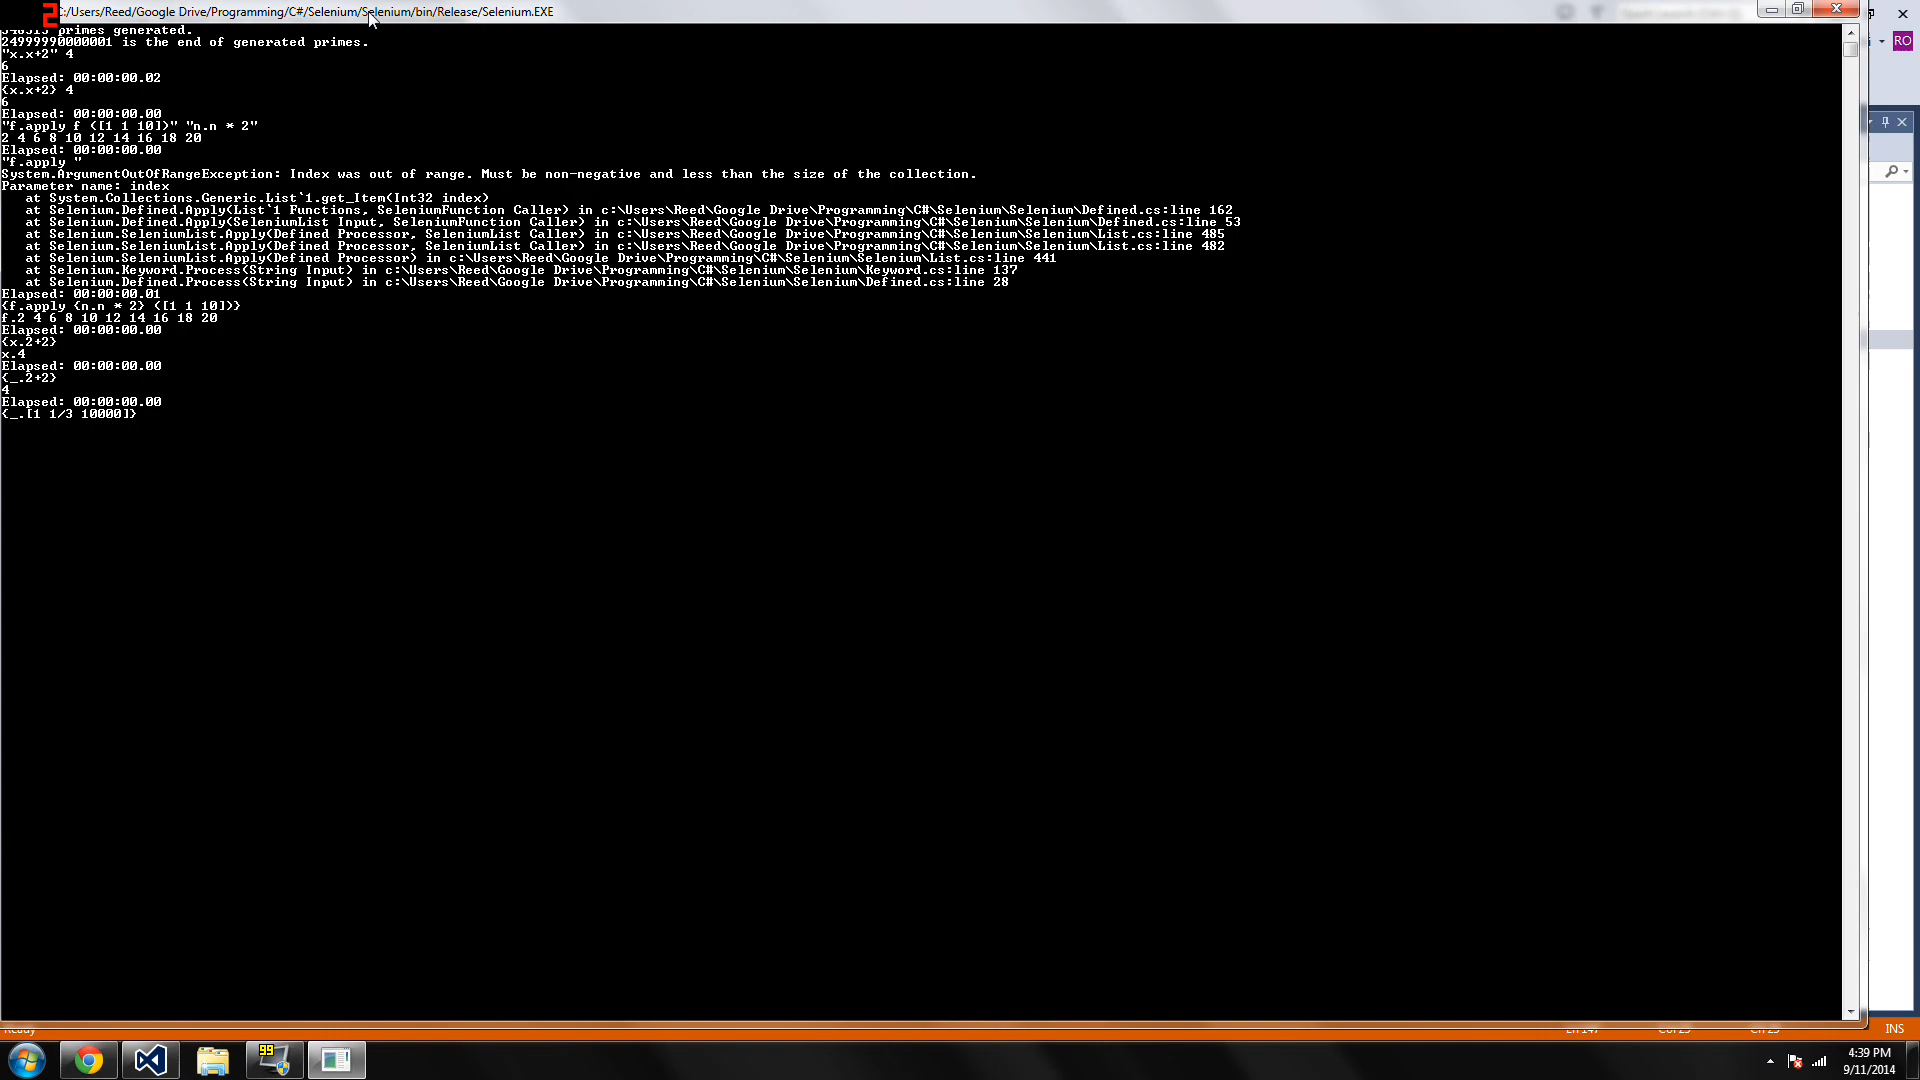 2
C:/Users/Reed/Google Drive/Programming/C#/Selenium/Selenium/bin/Release/Selenium.EXE
RO
primes generated.
24999990000001 is the end of generated primes.
"x.x+2" 4
6
Elapsed: 00:00:00.02
{x.x+2} 4
6
Elapsed: 00:00:00.00
"f.apply f ([1 1 10])" "n.n * 2"
2 4 6 8 10 12 14 16 18 20
Elapsed: 00:00:00.00
"f.apply "
System.ArgumentOutOfRangeException: Index was out of range. Must be non-negative and less than the size of the collection.
Parameter name: index
   at System.Collections.Generic.List`1.get_Item(Int32 index)
   at Selenium.Defined.Apply(List`1 Functions, SeleniumFunction Caller) in c:\Users\Reed\Google Drive\Programming\C#\Selenium\Selenium\Defined.cs:line 162
   at Selenium.Defined.Apply(SeleniumList Input, SeleniumFunction Caller) in c:\Users\Reed\Google Drive\Programming\C#\Selenium\Selenium\Defined.cs:line 53
   at Selenium.SeleniumList.Apply(Defined Processor, SeleniumList Caller) in c:\Users\Reed\Google Drive\Programming\C#\Selenium\Selenium\List.cs:line 485
   at Selenium.SeleniumList.Apply(Defined Processor, SeleniumList Caller) in c:\Users\Reed\Google Drive\Programming\C#\Selenium\Selenium\List.cs:line 482
   at Selenium.SeleniumList.Apply(Defined Processor) in c:\Users\Reed\Google Drive\Programming\C#\Selenium\Selenium\List.cs:line 441
   at Selenium.Keyword.Process(String Input) in c:\Users\Reed\Google Drive\Programming\C#\Selenium\Selenium\Keyword.cs:line 137
   at Selenium.Defined.Process(String Input) in c:\Users\Reed\Google Drive\Programming\C#\Selenium\Selenium\Defined.cs:line 28
Elapsed: 00:00:00.01
{f.apply {n.n * 2} ([1 1 10])}
f.2 4 6 8 10 12 14 16 18 20
Elapsed: 00:00:00.00
{x.2+2}
x.4
Elapsed: 00:00:00.00
{_.2+2}
4
Elapsed: 00:00:00.00
{_.[1 1/3 10000]}
Ready
INS
99
4:39 PM
9/11/2014